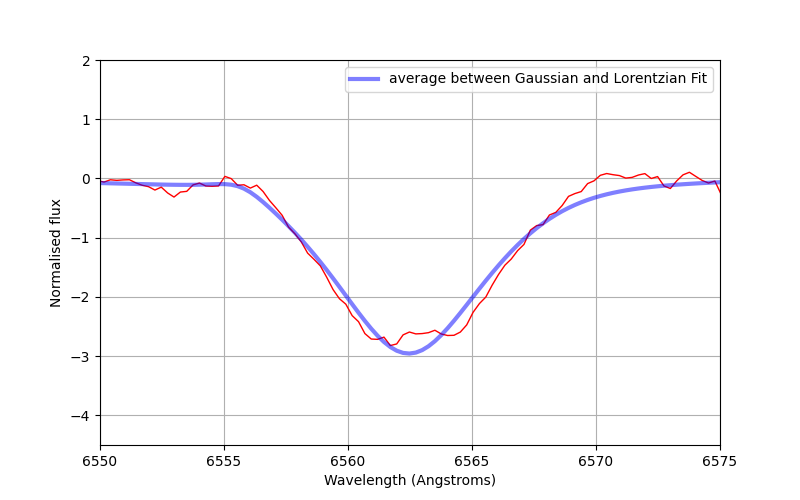 average between Gaussian and Lorentzian Fit
2
1
0
−1
−2
−3
−4
Normalised flux
6550 6555 6560 6565 6570 6575
Wavelength (Angstroms)